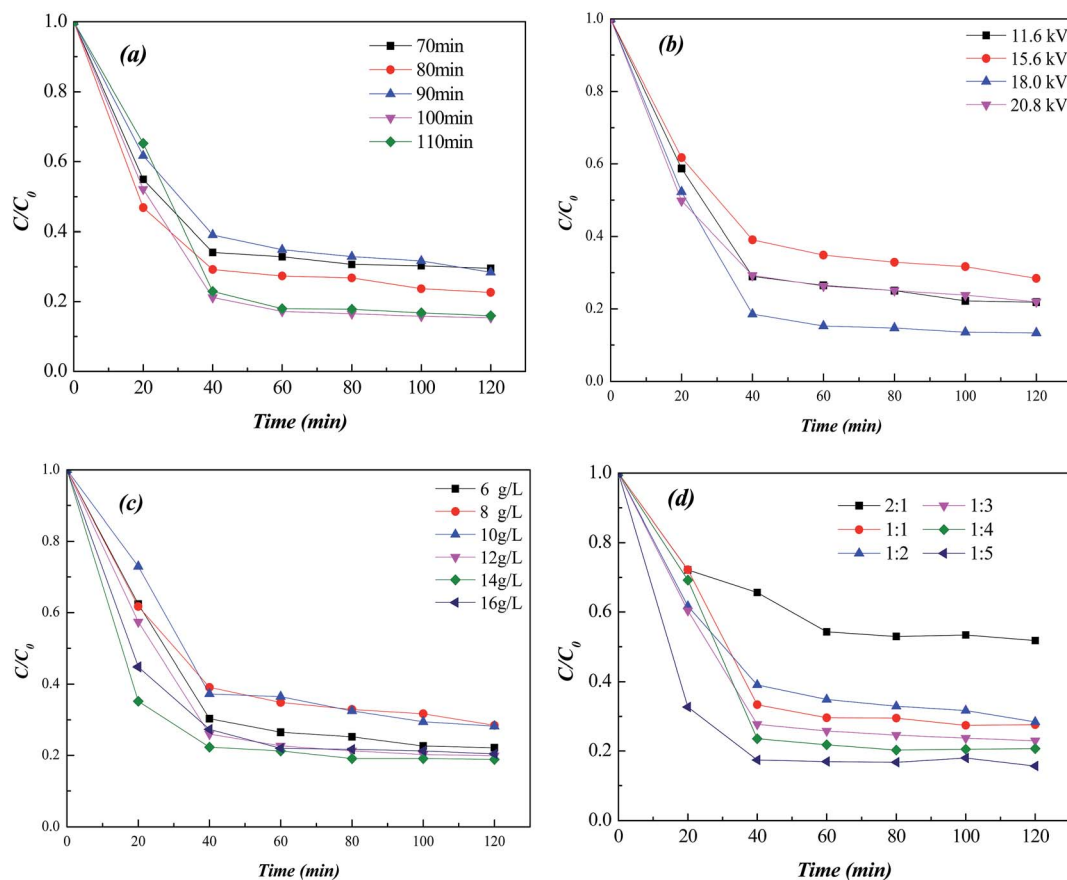 (a)
70min
80min
90min
100min
110min
1.0
0.8
0.6
0.4
0.2
0.0
C/C0
0 20 40 60 80 100 120
Time (min)
(b)
11.6 kV
15.6 kV
18.0 kV
20.8 kV
1.0
0.8
0.6
0.4
0.2
0.0
C/C0
0 20 40 60 80 100 120
Time (min)
(c)
6 g/L
8 g/L
10g/L
12g/L
14g/L
16g/L
1.0
0.8
0.6
0.4
0.2
0.0
C/C0
0 20 40 60 80 100 120
Time (min)
(d)
2:1 1:3
1:1 1:4
1:2 1:5
1.0
0.8
0.6
0.4
0.2
0.0
C/C0
0 20 40 60 80 100 120
Time (min)